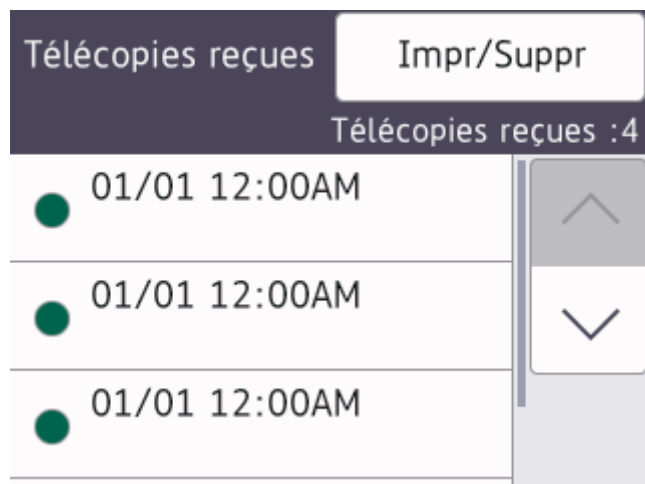 Télécopies reçues
Impr/Suppr
Télécopies reçues :4
01/01 12:00AM
01/01 12:00AM
01/01 12:00AM